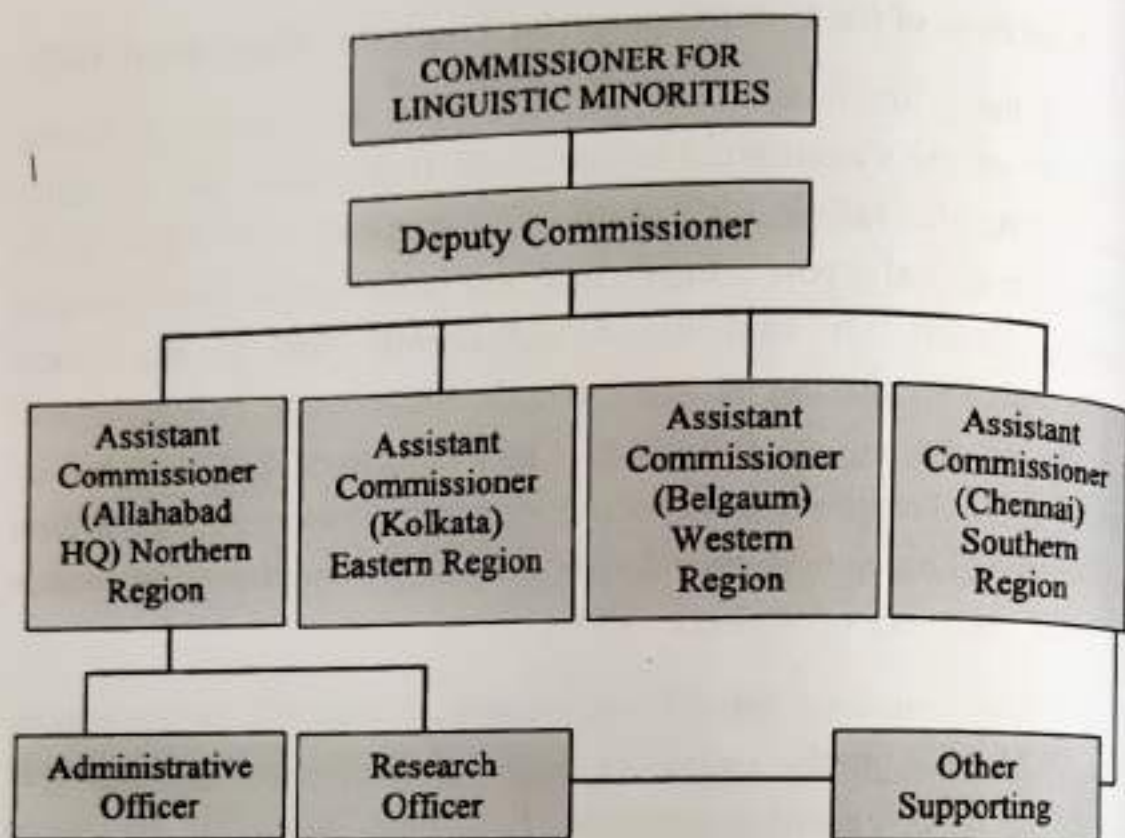 COMMISSIONER FOR
LINGUISTIC MINORITIES
Deputy Commissioner
Assistant
Commissioner
(Allahabad
HQ) Northern
Region
Assistant
Commissioner
(Kolkata)
Eastern Region
Assistant
Commissioner
(Belgaum)
Western
Region
Assistant
Commissioner
(Chennai)
Southern
Region
Administrative
Officer
Research
Officer
Other
Supporting